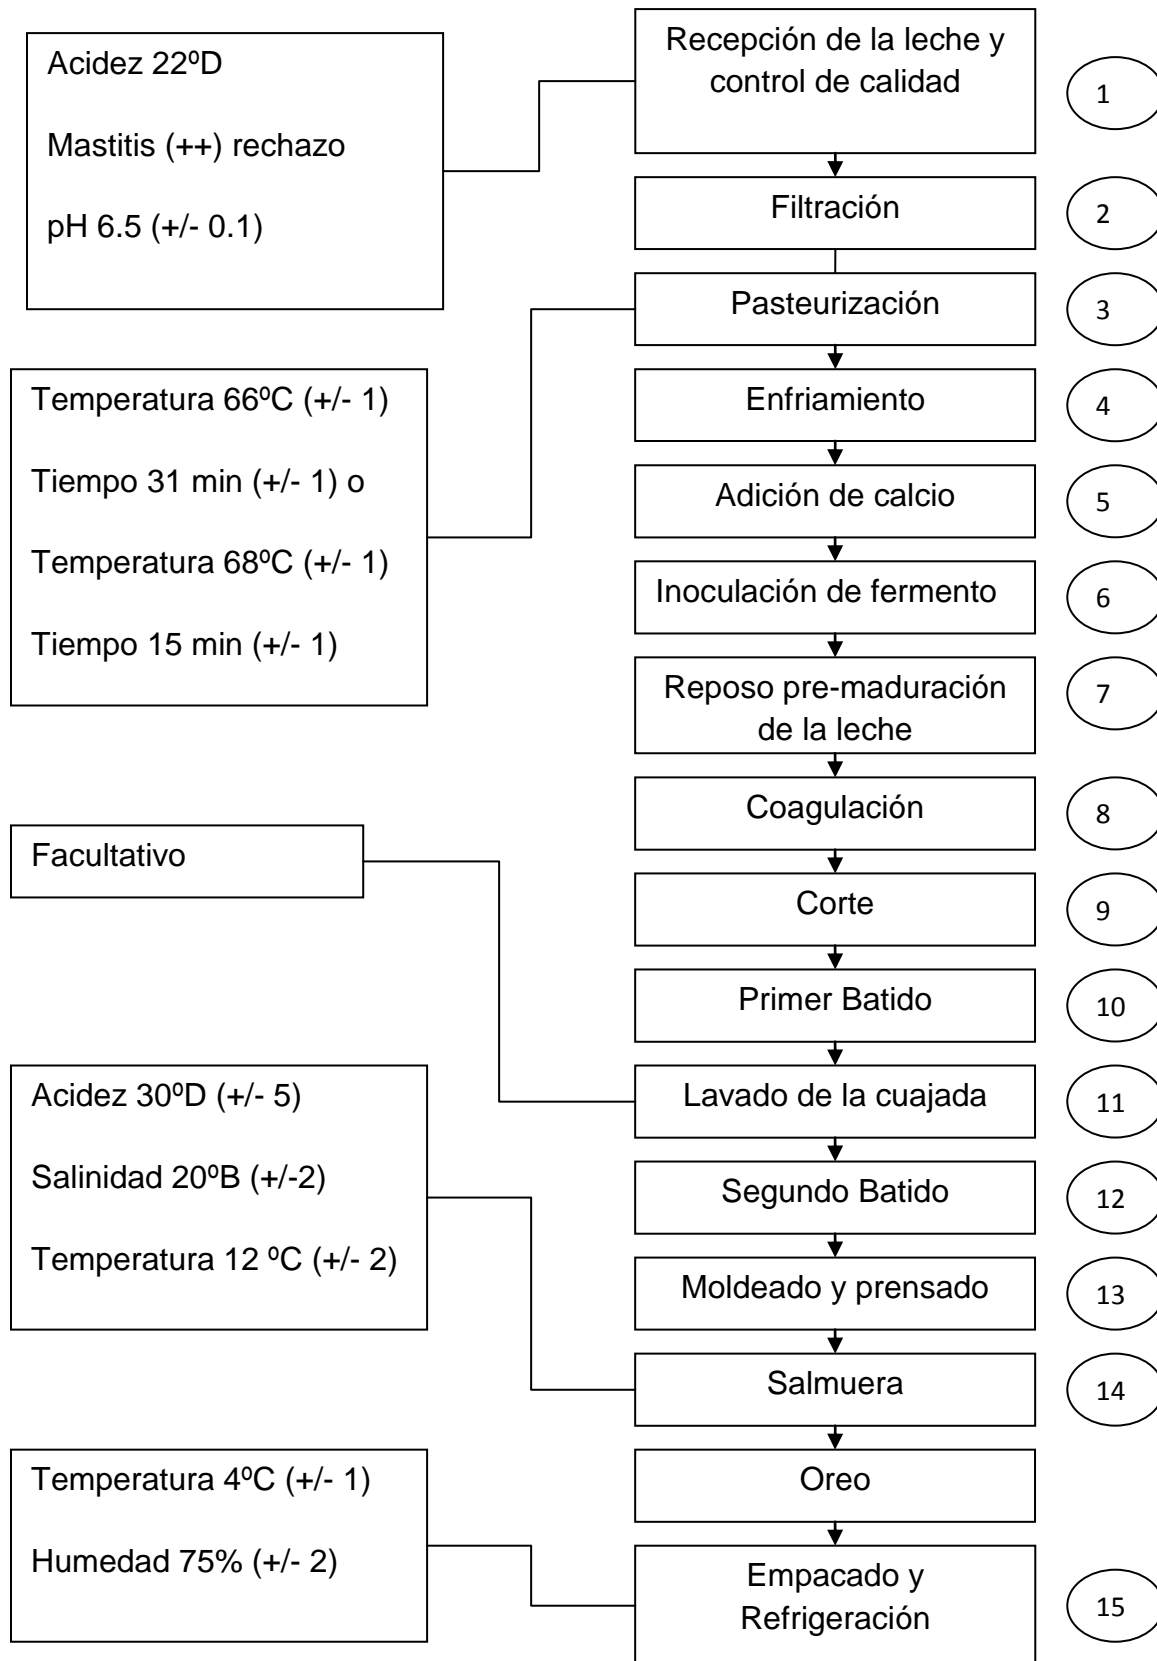 Recepción de la leche y
control de calidad
1
Acidez 22ºD
Mastitis (++) rechazo
pH 6.5 (+/- 0.1)
Filtración
2
Pasteurización
3
Temperatura 66ºC (+/- 1)
Tiempo 31 min (+/- 1) o
Temperatura 68ºC (+/- 1)
Tiempo 15 min (+/- 1)
Enfriamiento
4
Adición de calcio
5
Inoculación de fermento
6
Reposo pre-maduración
de la leche
7
Coagulación
8
Facultativo
Corte
9
Primer Batido
10
Lavado de la cuajada
11
Acidez 30ºD (+/- 5)
Salinidad 20ºB (+/-2)
Temperatura 12 ºC (+/- 2)
Segundo Batido
12
Moldeado y prensado
13
Salmuera
14
Oreo
Temperatura 4ºC (+/- 1)
Humedad 75% (+/- 2)
Empacado y
Refrigeración
15